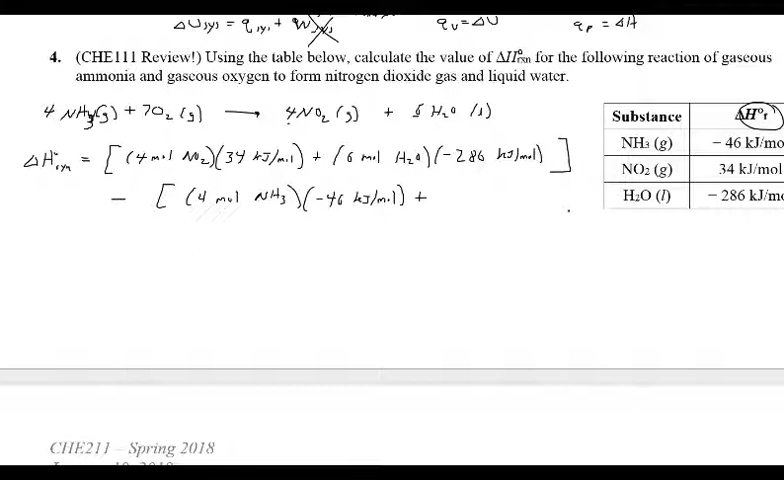 ΔUsys = qsys + Wsys qv = ΔU qp = ΔH
4. (CHE111 Review!) Using the table below, calculate the value of ΔH°rxn for the following reaction of gaseous
ammonia and gaseous oxygen to form nitrogen dioxide gas and liquid water.
4 NH3(g) + 7O2 (g) → 4NO2 (g) + 6 H2O (l)
ΔH°rxn = [(4 mol NO2)(34 kJ/mol) + (6 mol H2O)(-286 kJ/mol)]
- [(4 mol NH3)(-46 kJ/mol) +
Substance ΔH°f
NH3 (g) – 46 kJ/mo
NO2 (g) 34 kJ/mol
H2O (l) – 286 kJ/mo
CHE211 – Spring 2018